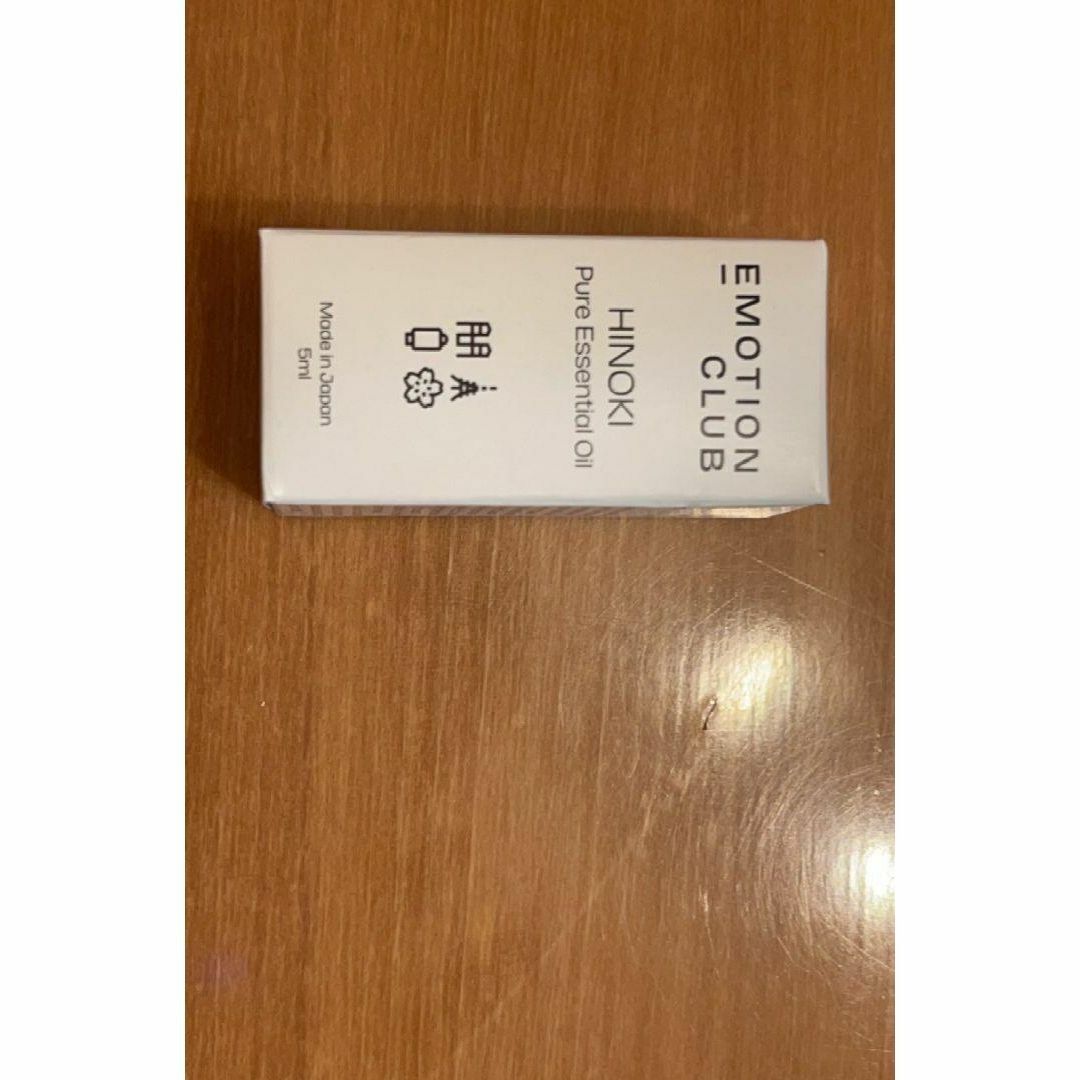 EMOTION
CLUB
HINOKI
Pure Essential Oil
Made in Japan
5ml